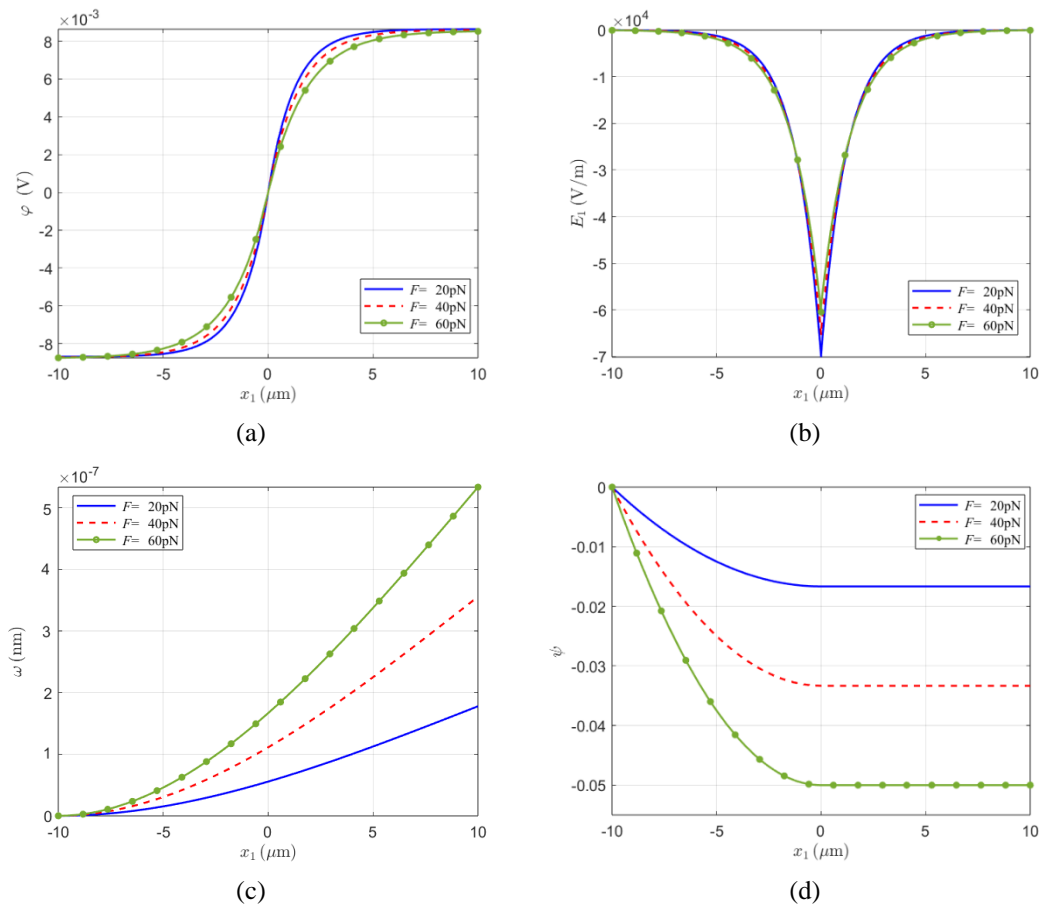 ×10⁻³
8
6
4
2
0
-2
-4
-6
-8
φ (V)
-10
-5
0
5
10
x₁ (μm)
F= 20pN
F= 40pN
F= 60pN
(a)
×10⁴
0
-1
-2
-3
-4
-5
-6
-7
E₁ (V/m)
-10
-5
0
5
10
x₁ (μm)
F= 20pN
F= 40pN
F= 60pN
(b)
×10⁻⁷
5
4
3
2
1
0
ω (nm)
-10
-5
0
5
10
x₁ (μm)
F= 20pN
F= 40pN
F= 60pN
(c)
0
-0.01
-0.02
-0.03
-0.04
-0.05
ψ
-10
-5
0
5
10
x₁ (μm)
F= 20pN
F= 40pN
F= 60pN
(d)